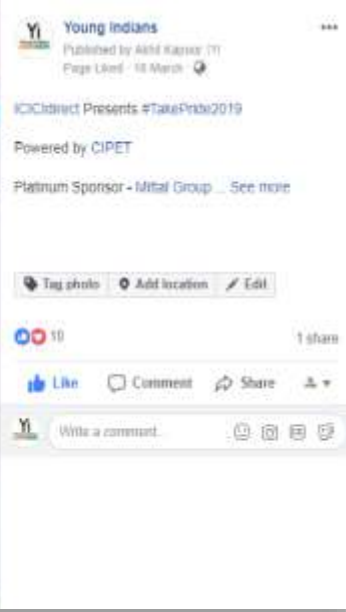 Yi
Young Indians
Published by Akhil Kapoor [?]
Page Liked · 18 March ·
ICICIdirect Presents #TakePride2019
Powered by CIPET
Platinum Sponsor - Mittal Group ... See more
Tag photo Add location Edit
10 1 share
Like Comment Share
Yi Write a comment...